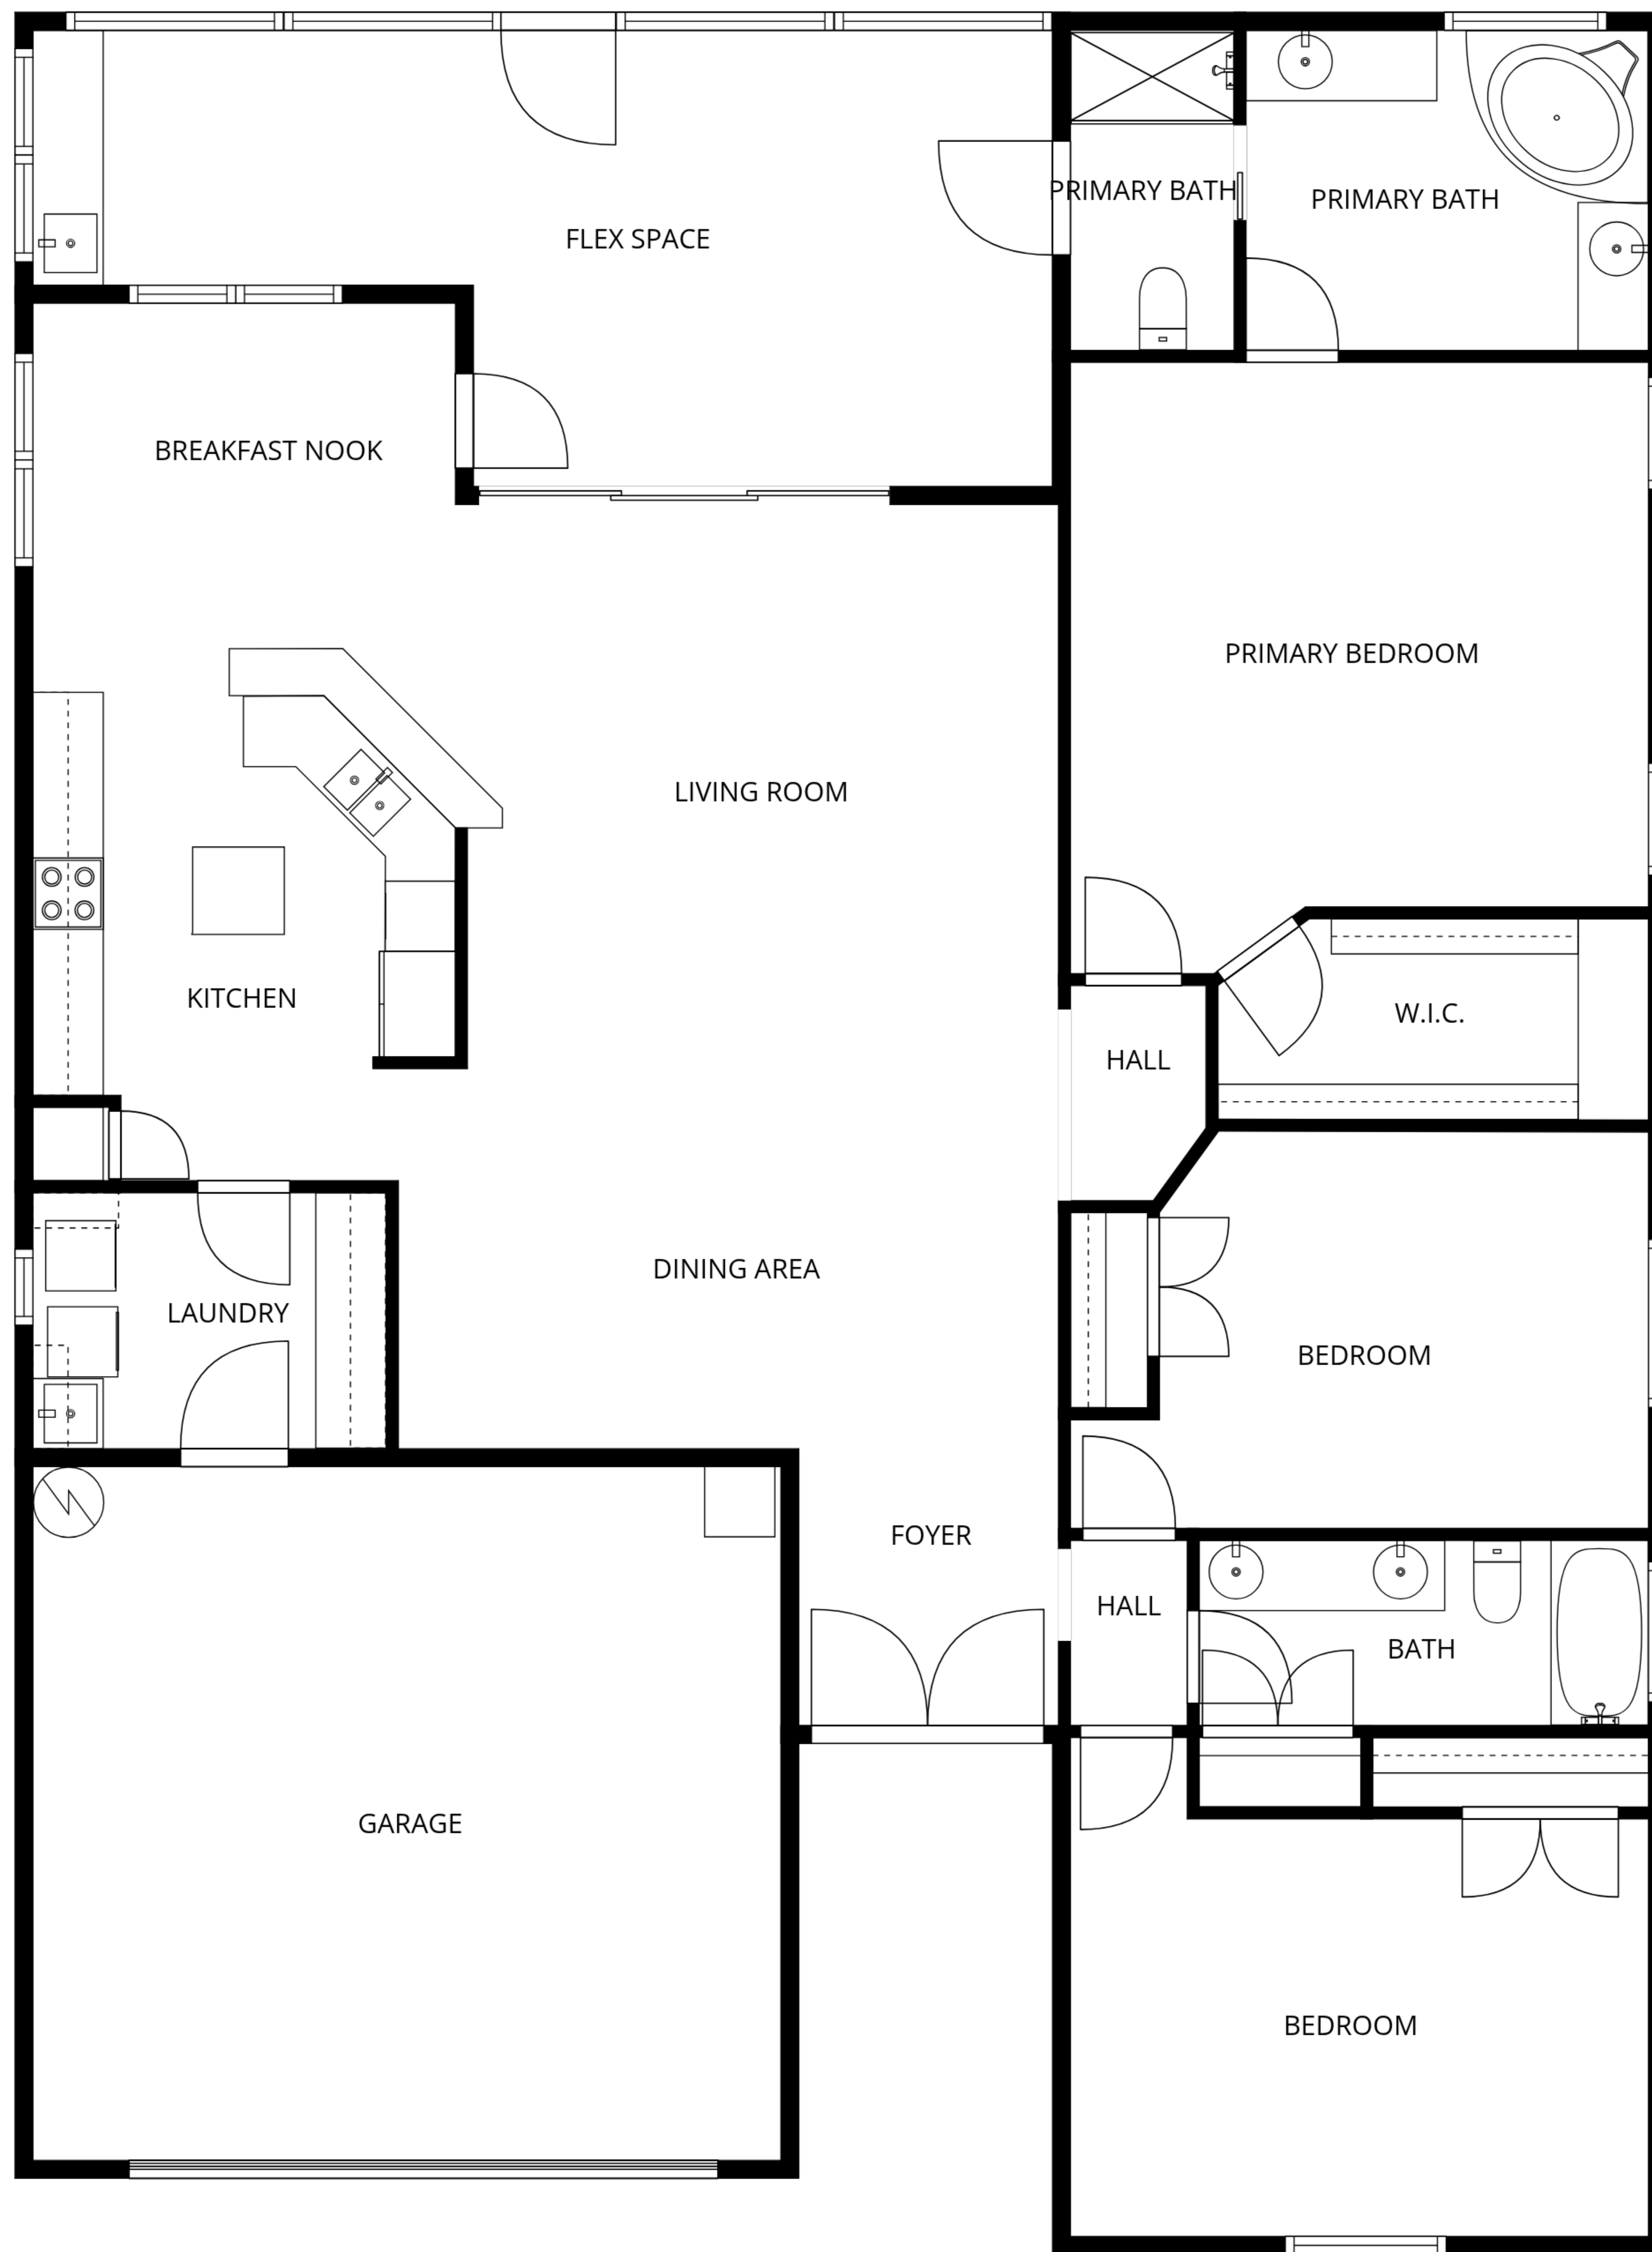 PRIMARY BATH
PRIMARY BATH
FLEX SPACE
BREAKFAST NOOK
PRIMARY BEDROOM
LIVING ROOM
KITCHEN
W.I.C.
HALL
DINING AREA
LAUNDRY
BEDROOM
FOYER
HALL
BATH
GARAGE
BEDROOM